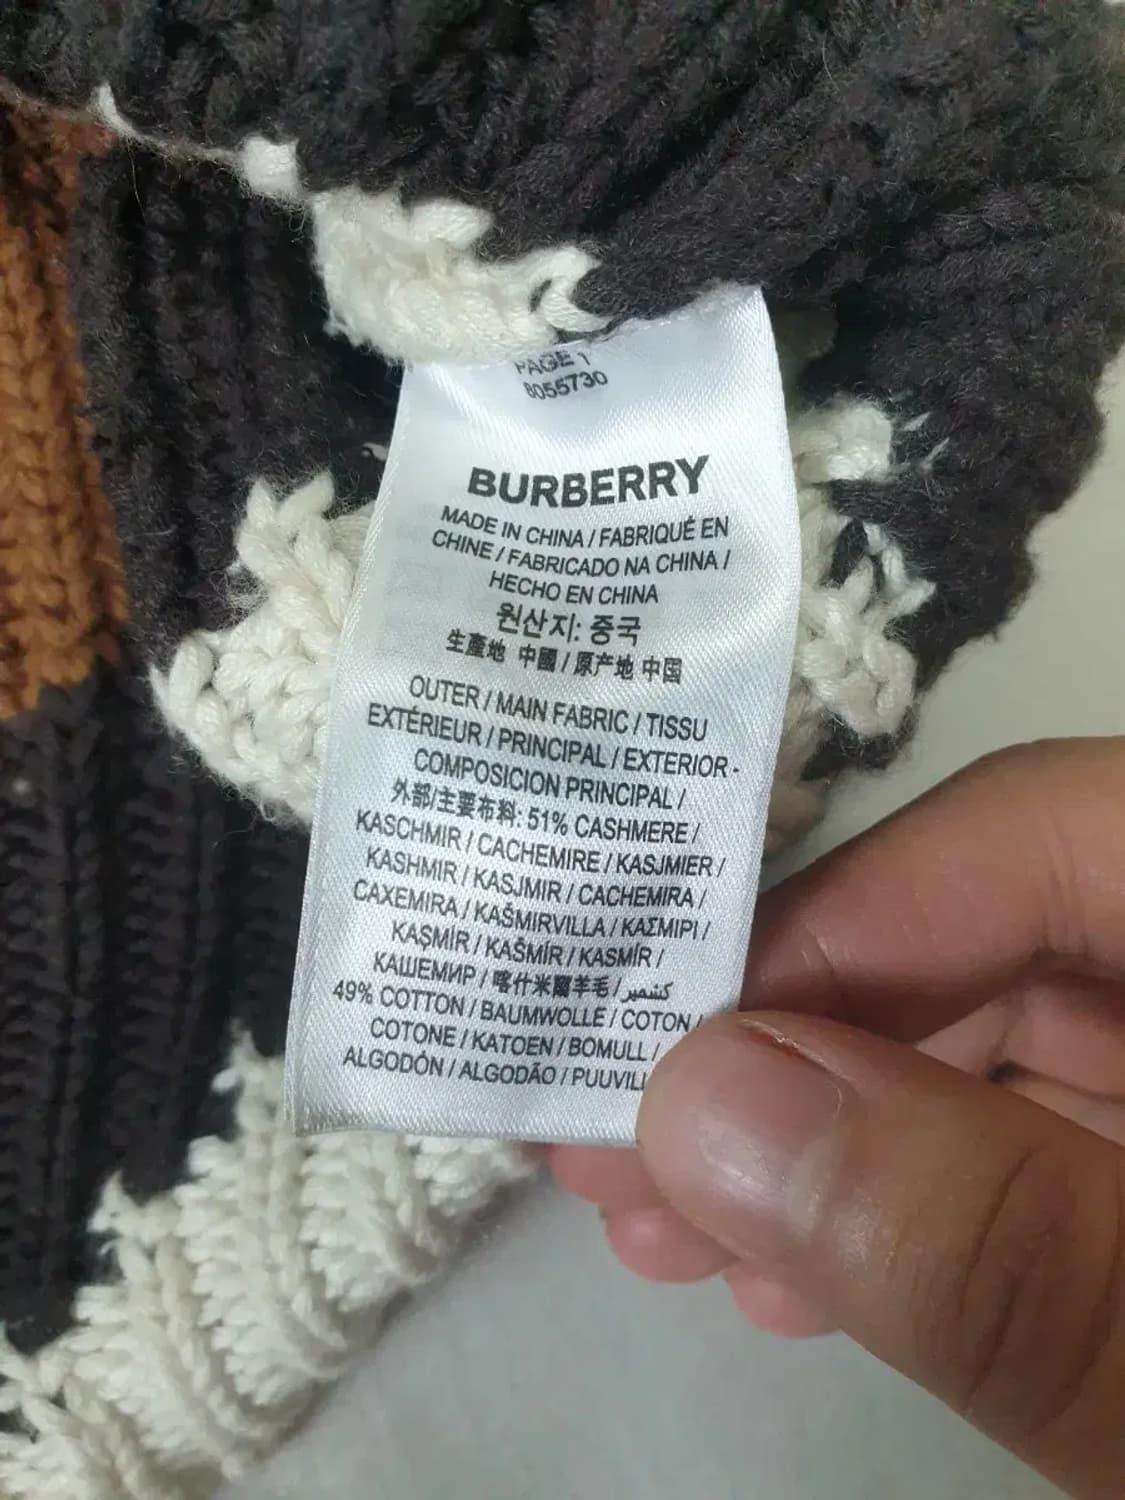 PAGE 1
8055730
BURBERRY
MADE IN CHINA / FABRIQUÉ EN
CHINE / FABRICADO NA CHINA /
HECHO EN CHINA
원산지: 중국
生產地 中國 / 原产地 中国
OUTER / MAIN FABRIC / TISSU
EXTÉRIEUR / PRINCIPAL / EXTERIOR -
COMPOSICION PRINCIPAL /
外部/主要布料: 51% CASHMERE /
KASCHMIR / CACHEMIRE / KASJMIER /
KASHMIR / KASJMIR / CACHEMIRA /
CAXEMIRA / KAŠMIRVILLA / ΚΑΣΜΙΡΙ /
KAŞMİR / KAŠMÍR / KASMÍR /
КАШЕМИР / 喀什米爾羊毛 / كشمير
49% COTTON / BAUMWOLLE / COTON /
COTONE / KATOEN / BOMULL /
ALGODÓN / ALGODÃO /